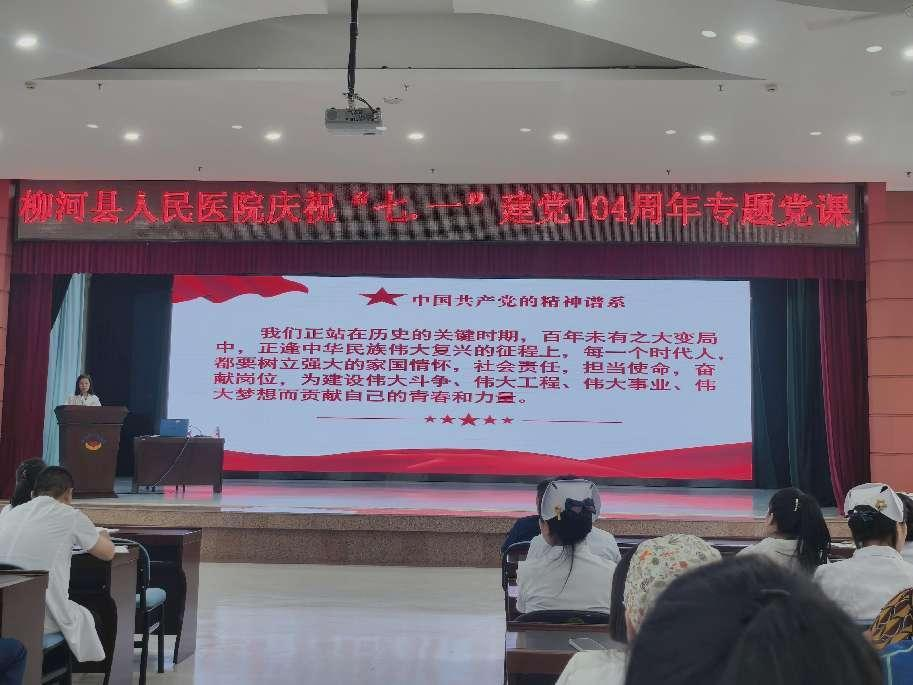 柳河县人民医院庆祝“七.一”建党104周年专题党课
中国共产党的精神谱系
我们正站在历史的关键时期，百年未有之大变局
中，正逢中华民族伟大复兴的征程上，每一个时代人，
都要树立强大的家国情怀，社会责任，担当使命，奋
献岗位，为建设伟大斗争、伟大工程、伟大事业、伟
大梦想而贡献自己的青春和力量。